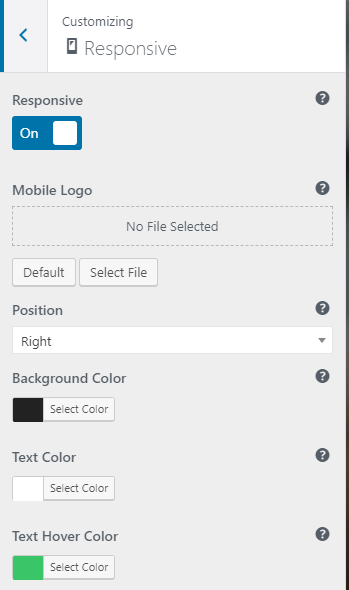 Customizing
Responsive
Responsive
On
Mobile Logo
No File Selected
Default Select File
Position
Right
Background Color
Select Color
Text Color
Select Color
Text Hover Color
Select Color